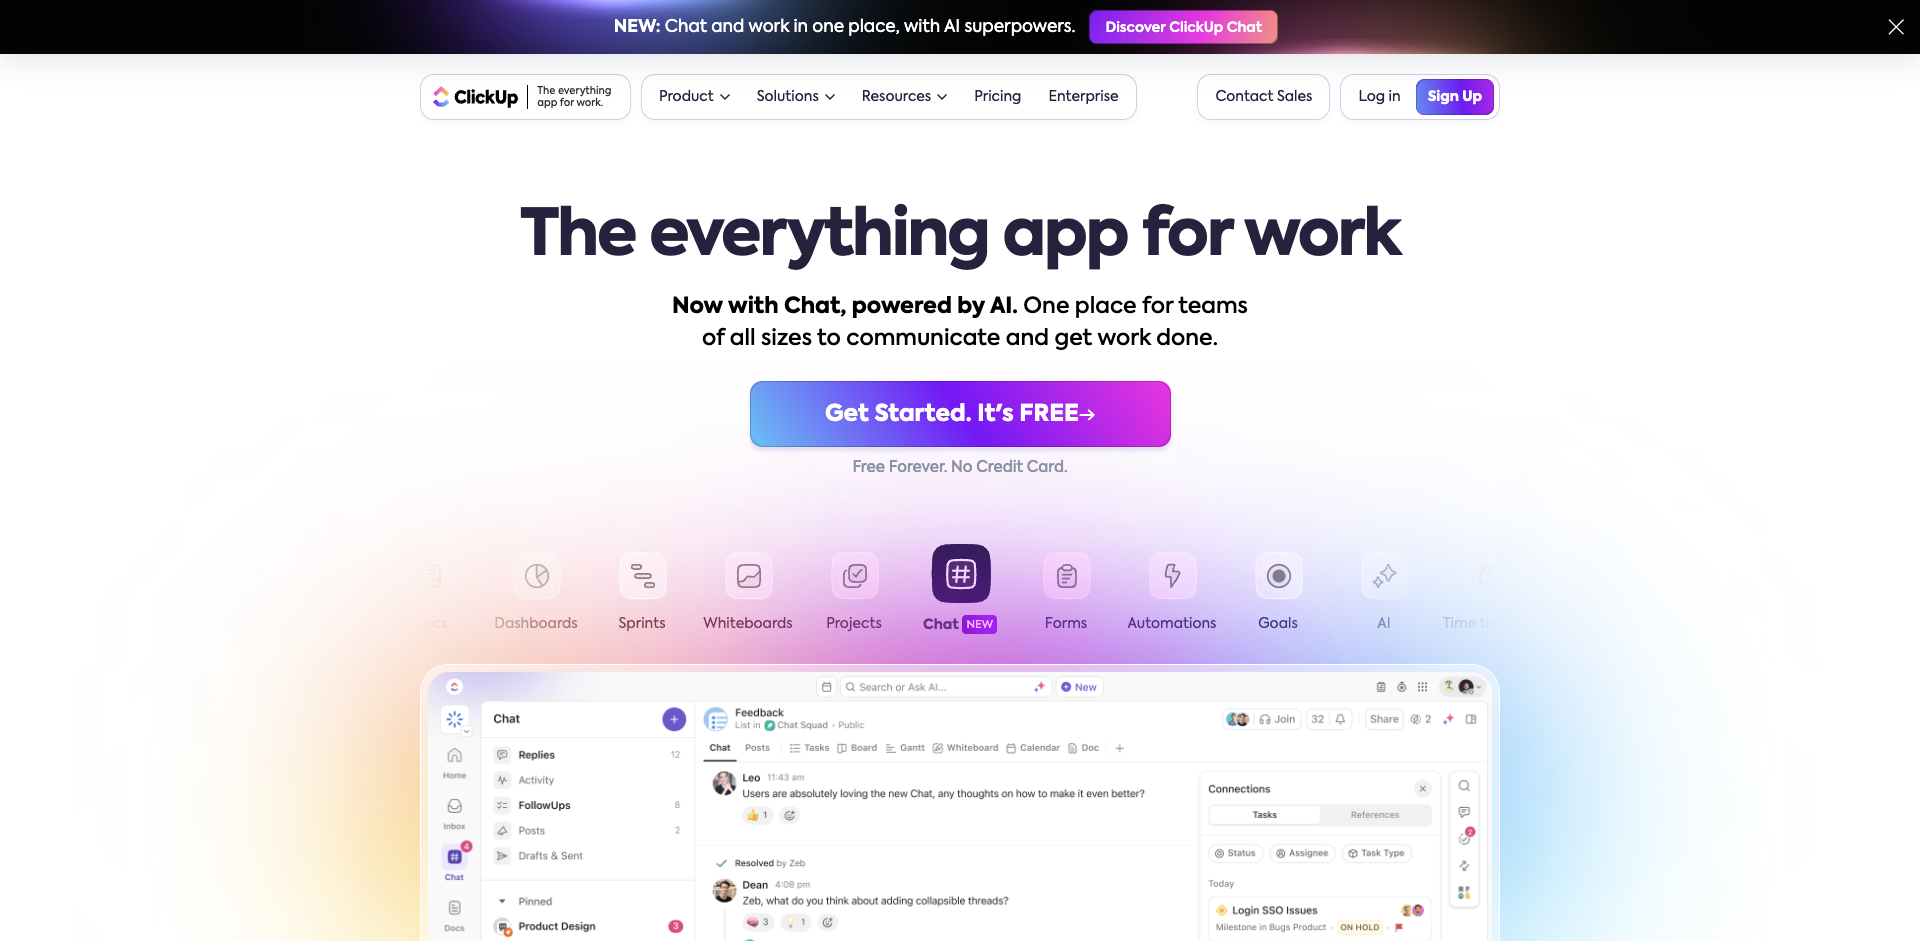 NEW: Chat and work in one place, with AI superpowers.
Discover ClickUp Chat
ClickUp
The everything
app for work.
Product
Solutions
Resources
Pricing
Enterprise
Contact Sales
Log in
Sign Up
The everything app for work
Now with Chat, powered by AI. One place for teams
of all sizes to communicate and get work done.
Get Started. It's FREE→
Free Forever. No Credit Card.
Dashboards
Sprints
Whiteboards
Projects
Chat NEW
Forms
Automations
Goals
AI
Time
Search or Ask AI...
New
Chat
Feedback
List in Chat Squad • Public
Join
32
Share
2
Chat
Posts
Tasks
Board
Gantt
Whiteboard
Calendar
Doc
Home
Inbox
4
Chat
Docs
Replies 12
Activity
FollowUps 8
Posts 2
Drafts & Sent
Pinned
Product Design 3
Leo 11:43 am
Users are absolutely loving the new Chat, any thoughts on how to make it even better?
1
Resolved by Zeb
Dean 4:08 pm
Zeb, what do you think about adding collapsible threads?
3
1
Connections
Tasks
References
Status
Assignee
Task Type
Today
Login SSO Issues
Milestone in Bugs Product • ON HOLD •
2